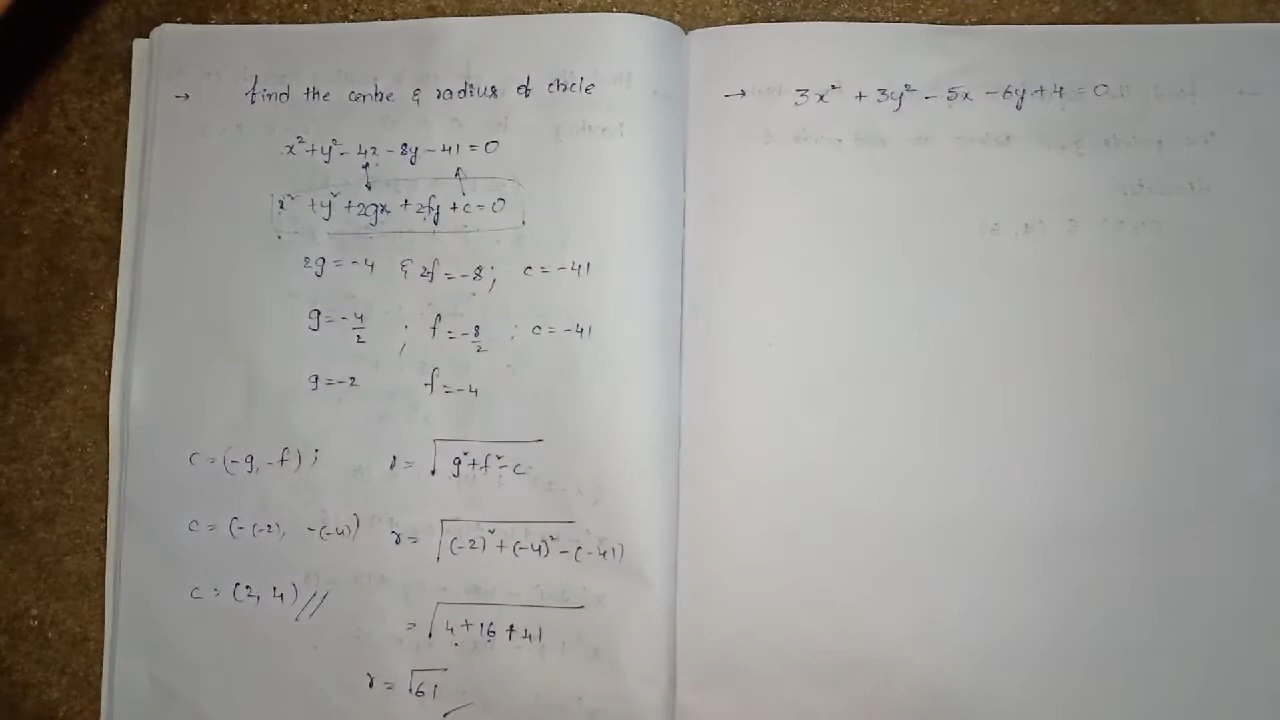 → find the centre & radius of circle
x² + y² - 4x - 8y - 41 = 0
x² + y² + 2gx + 2fy + c = 0
2g = -4 & 2f = -8; c = -41
g = -4/2 ; f = -8/2 ; c = -41
g = -2 f = -4
c = (-g, -f) ; r = √(g² + f² - c)
c = (-(-2), -(-4)) r = √((-2)² + (-4)² - (-41))
c = (2, 4) //
= √(4 + 16 + 41)
r = √61
→ 3x² + 3y² - 5x - 6y + 4 = 0